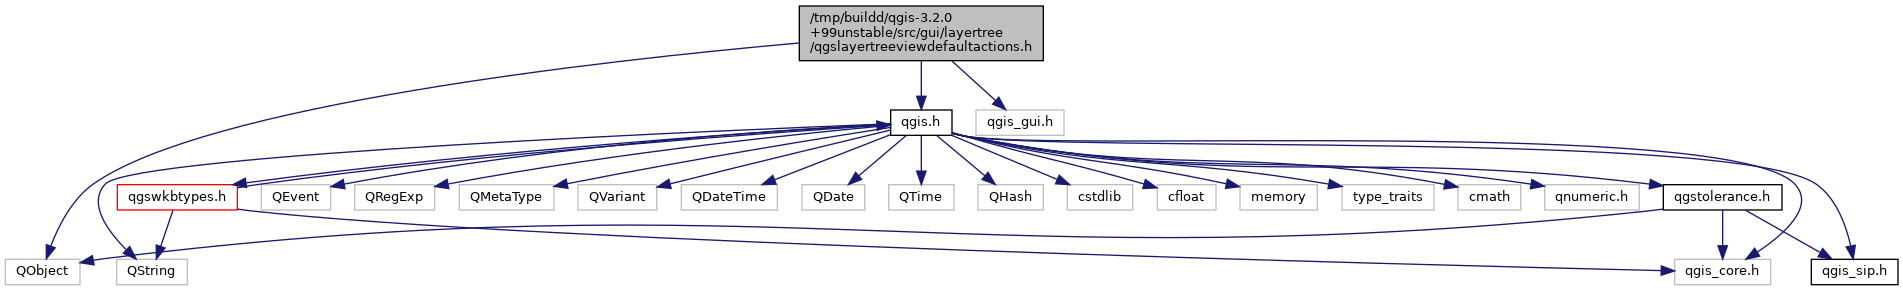 /tmp/buildd/qgis-3.2.0
+99unstable/src/gui/layertree
/qgslayertreeviewdefaultactions.h
qgis.h
qgis_gui.h
qgswkbtypes.h
QEvent
QRegExp
QMetaType
QVariant
QDateTime
QDate
QTime
QHash
cstdlib
cfloat
memory
type_traits
cmath
qnumeric.h
qgstolerance.h
QObject
QString
qgis_core.h
qgis_sip.h